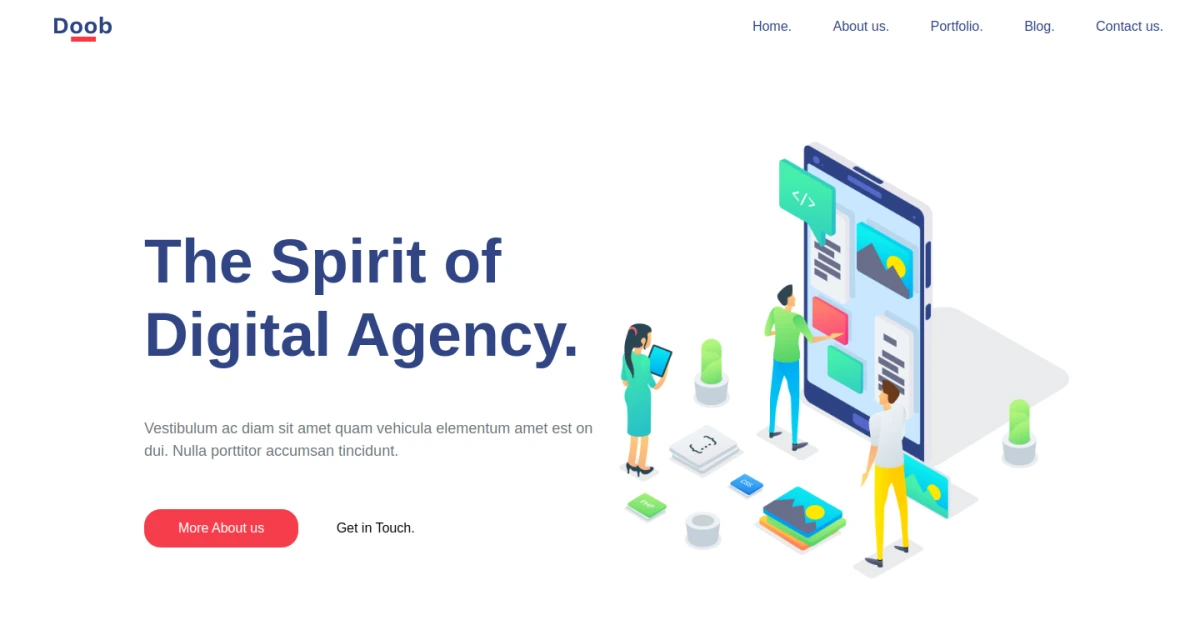 Doob
Home. About us. Portfolio. Blog. Contact us.
</>
The Spirit of
Digital Agency.
{...}
CSS
PHP
Vestibulum ac diam sit amet quam vehicula elementum amet est on
dui. Nulla porttitor accumsan tincidunt.
More About us
Get in Touch.